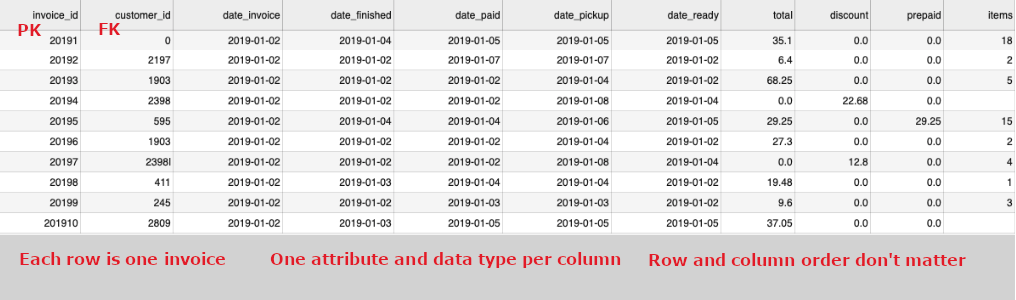 invoice_id customer_id date_invoice date_finished date_paid date_pickup date_ready total discount prepaid items
PK FK
20191 0 2019-01-02 2019-01-04 2019-01-05 2019-01-05 2019-01-05 35.1 0.0 0.0 18
20192 2197 2019-01-02 2019-01-02 2019-01-07 2019-01-07 2019-01-02 6.4 0.0 0.0 2
20193 1903 2019-01-02 2019-01-02 2019-01-02 2019-01-04 2019-01-02 68.25 0.0 0.0 5
20194 2398 2019-01-02 2019-01-02 2019-01-02 2019-01-08 2019-01-04 0.0 22.68 0.0
20195 595 2019-01-02 2019-01-04 2019-01-04 2019-01-06 2019-01-05 29.25 0.0 29.25 15
20196 1903 2019-01-02 2019-01-02 2019-01-02 2019-01-04 2019-01-02 27.3 0.0 0.0 2
20197 2398l 2019-01-02 2019-01-02 2019-01-02 2019-01-08 2019-01-04 0.0 12.8 0.0 4
20198 411 2019-01-02 2019-01-03 2019-01-04 2019-01-04 2019-01-02 19.48 0.0 0.0 1
20199 245 2019-01-02 2019-01-02 2019-01-03 2019-01-03 2019-01-02 9.6 0.0 0.0 3
201910 2809 2019-01-02 2019-01-03 2019-01-05 2019-01-05 2019-01-05 37.05 0.0 0.0
Each row is one invoice One attribute and data type per column Row and column order don't matter